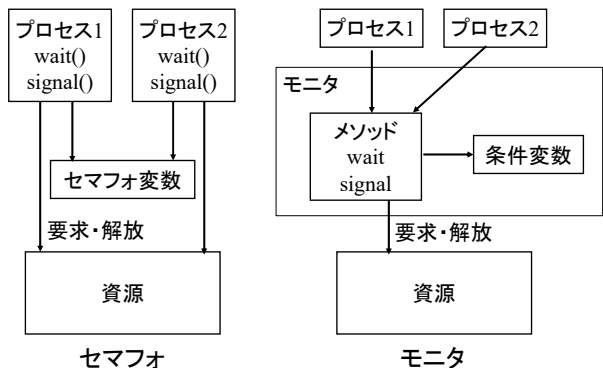 プロセス1
wait()
signal()
プロセス2
wait()
signal()
セマフォ変数
要求・解放
資源
セマフォ
プロセス1
プロセス2
モニタ
メソッド
wait
signal
条件変数
要求・解放
資源
モニタ